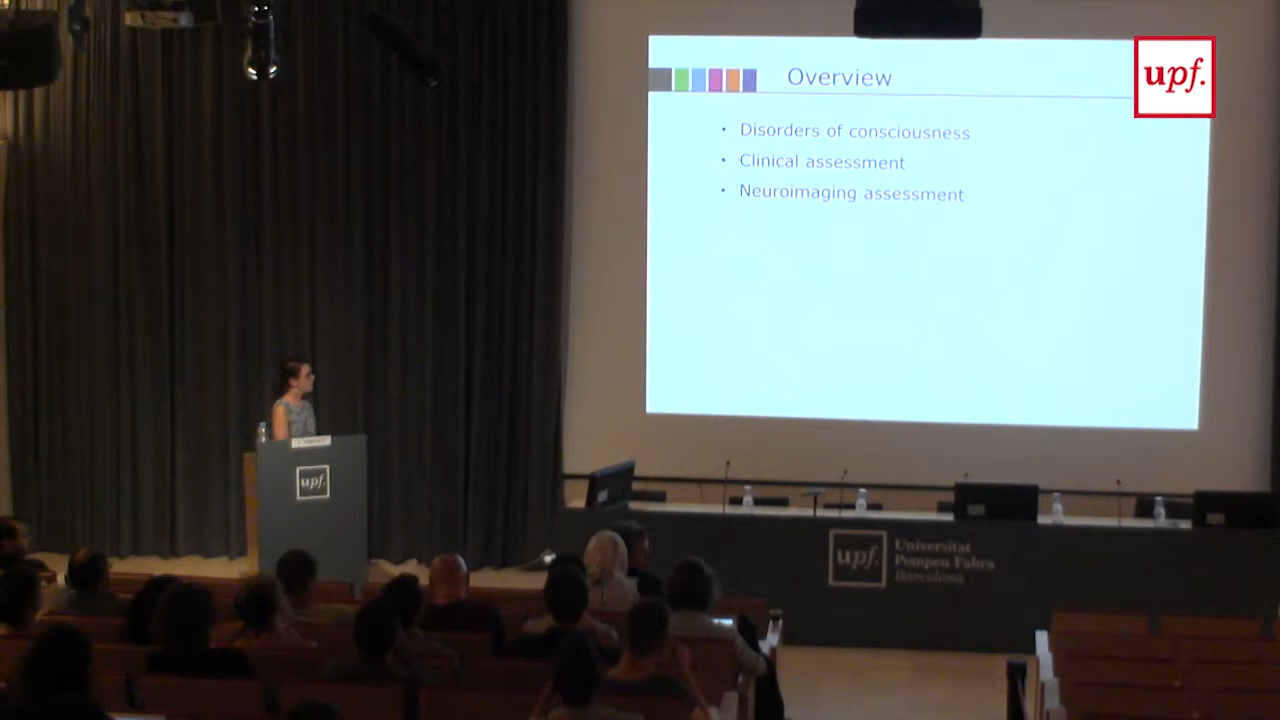 Overview
upf.
• Disorders of consciousness
• Clinical assessment
• Neuroimaging assessment
upf.
upf.
Universitat
Pompeu Fabra
Barcelona